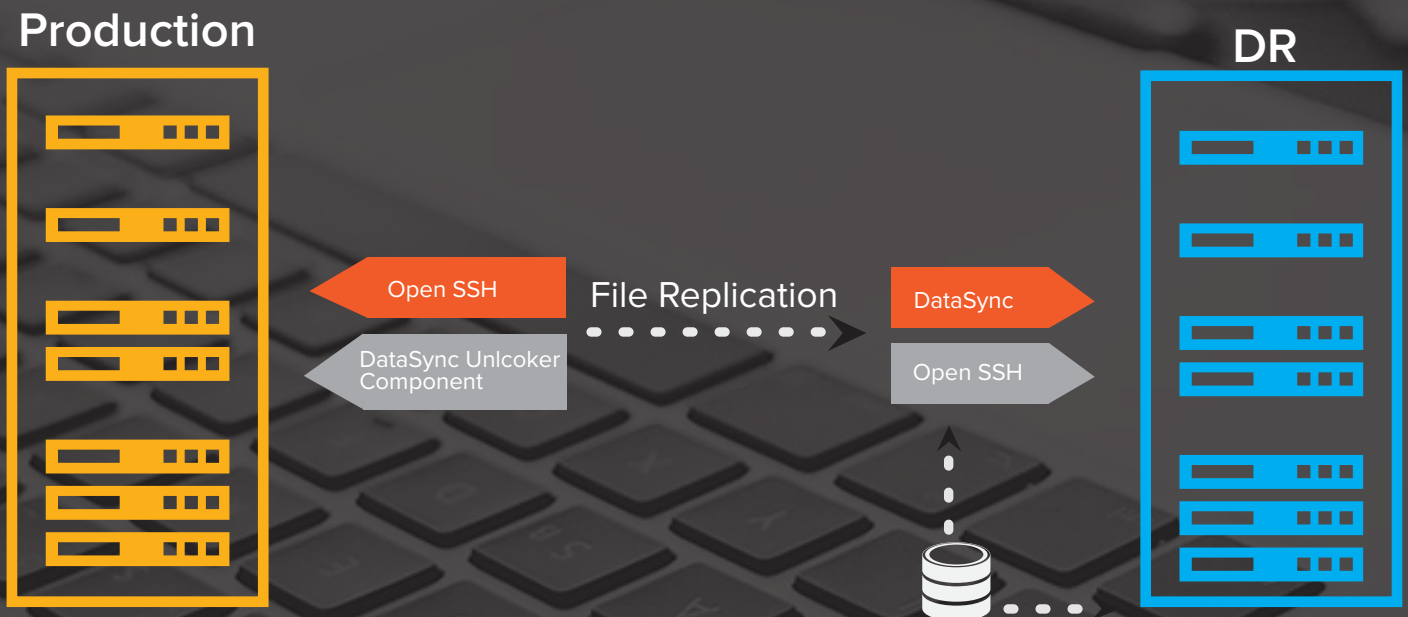 Production
DR
Open SSH
File Replication
DataSync
DataSync Unlcoker
Component
Open SSH